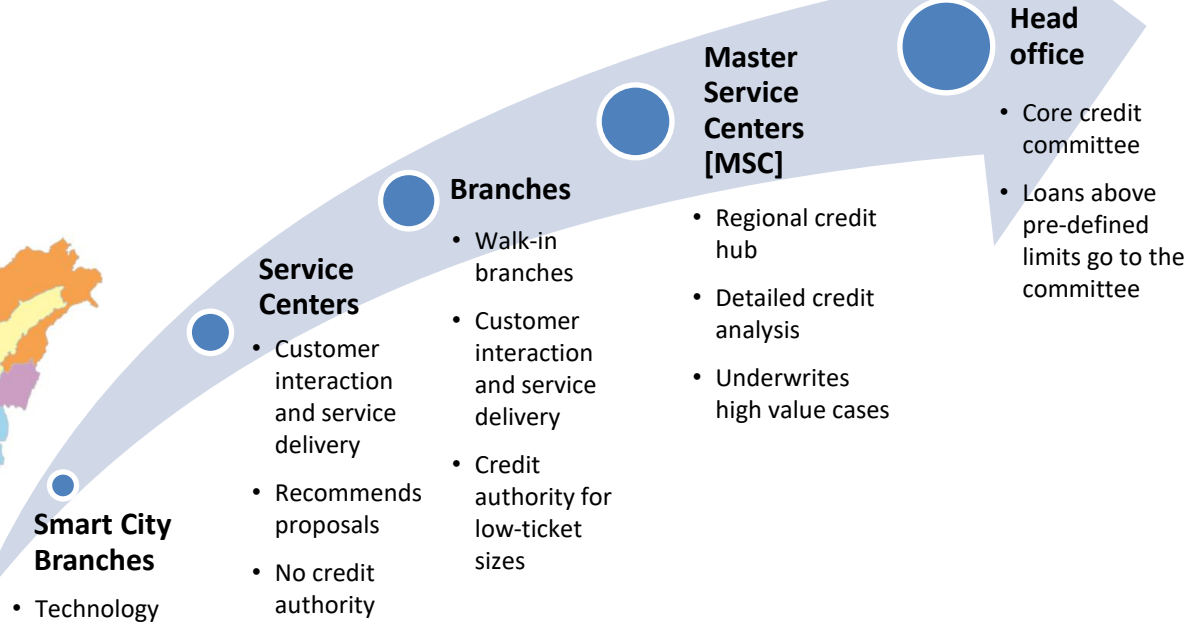 Smart City
Branches
• Technology
Service
Centers
• Customer
interaction
and service
delivery
• Recommends
proposals
• No credit
authority
Branches
• Walk-in
branches
• Customer
interaction
and service
delivery
• Credit
authority for
low-ticket
sizes
Master
Service
Centers
[MSC]
• Regional credit
hub
• Detailed credit
analysis
• Underwrites
high value cases
Head
office
• Core credit
committee
• Loans above
pre-defined
limits go to the
committee